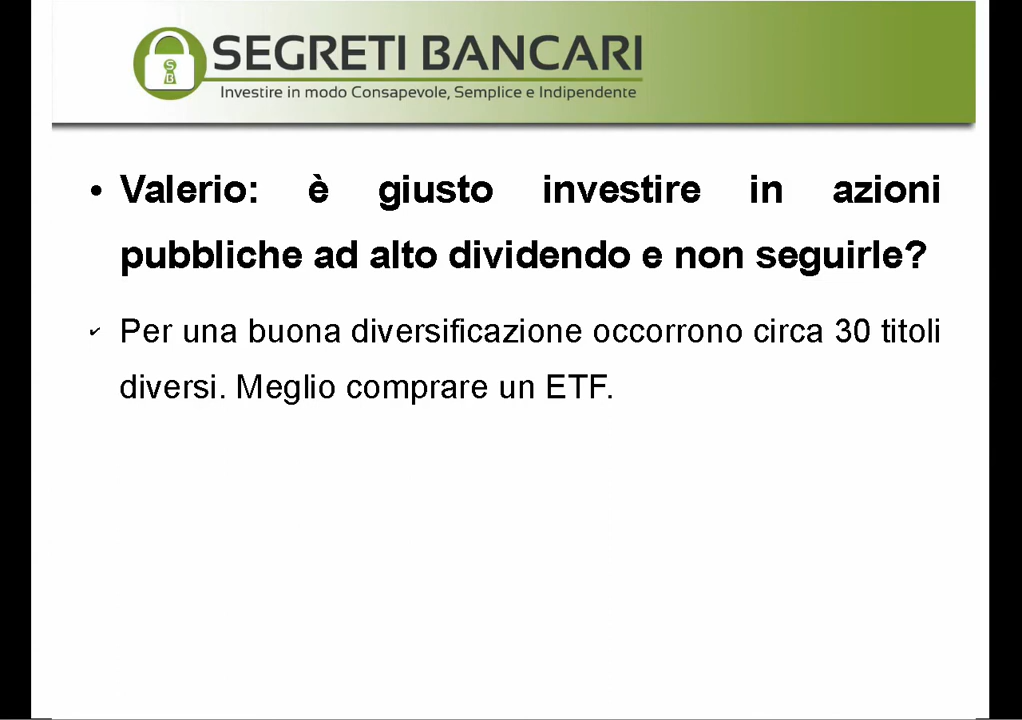 SEGRETI BANCARI
S
B
Investire in modo Consapevole, Semplice e Indipendente
• Valerio: è giusto investire in azioni
pubbliche ad alto dividendo e non seguirle?
✔ Per una buona diversificazione occorrono circa 30 titoli
diversi. Meglio comprare un ETF.